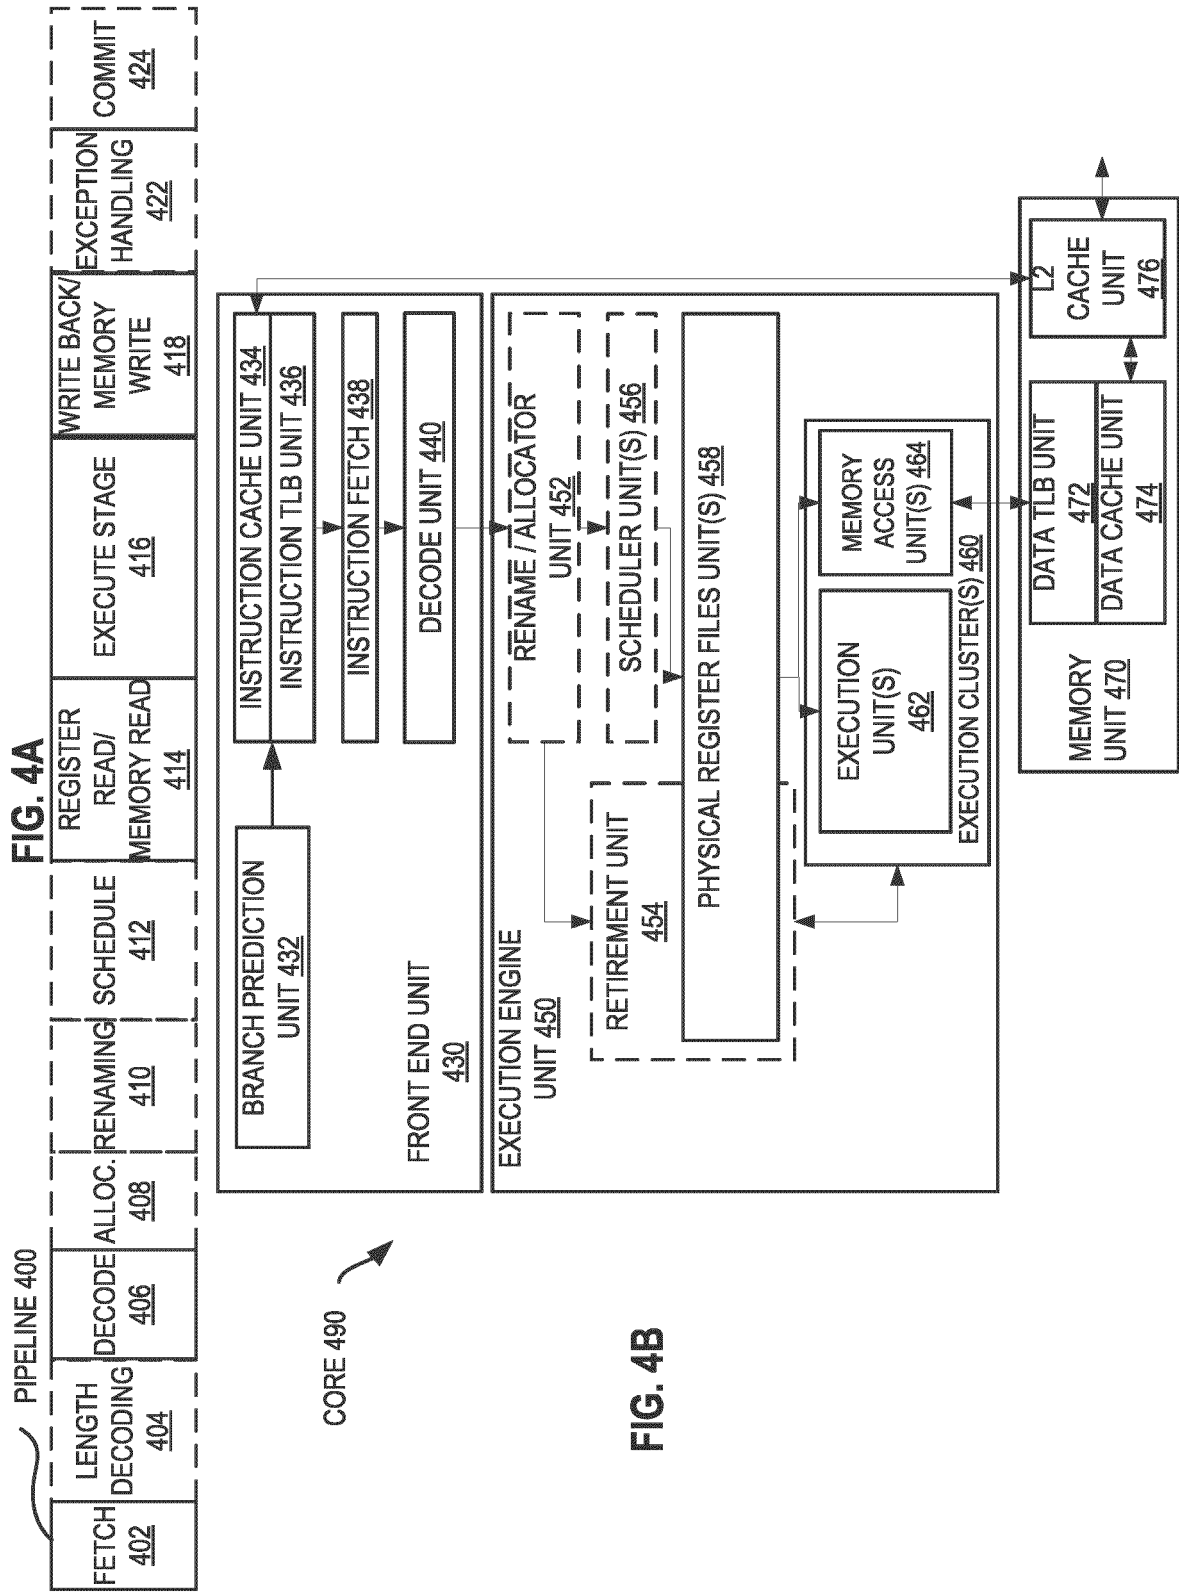 PIPELINE 400
FIG. 4A
FETCH
402
LENGTH
DECODING
404
DECODE
406
ALLOC.
408
RENAMING
410
SCHEDULE
412
REGISTER
READ/
MEMORY READ
414
EXECUTE STAGE
416
WRITE BACK/
MEMORY
WRITE
418
EXCEPTION
HANDLING
422
COMMIT
424
CORE 490
FRONT END UNIT
430
BRANCH PREDICTION
UNIT 432
INSTRUCTION CACHE UNIT 434
INSTRUCTION TLB UNIT 436
INSTRUCTION FETCH 438
DECODE UNIT 440
EXECUTION ENGINE
UNIT 450
RENAME / ALLOCATOR
UNIT 452
RETIREMENT UNIT
454
SCHEDULER UNIT(S) 456
PHYSICAL REGISTER FILES UNIT(S) 458
EXECUTION
UNIT(S)
462
MEMORY
ACCESS
UNIT(S) 464
EXECUTION CLUSTER(S) 460
MEMORY
UNIT 470
DATA TLB UNIT
472
DATA CACHE UNIT
474
L2
CACHE
UNIT
476
FIG. 4B